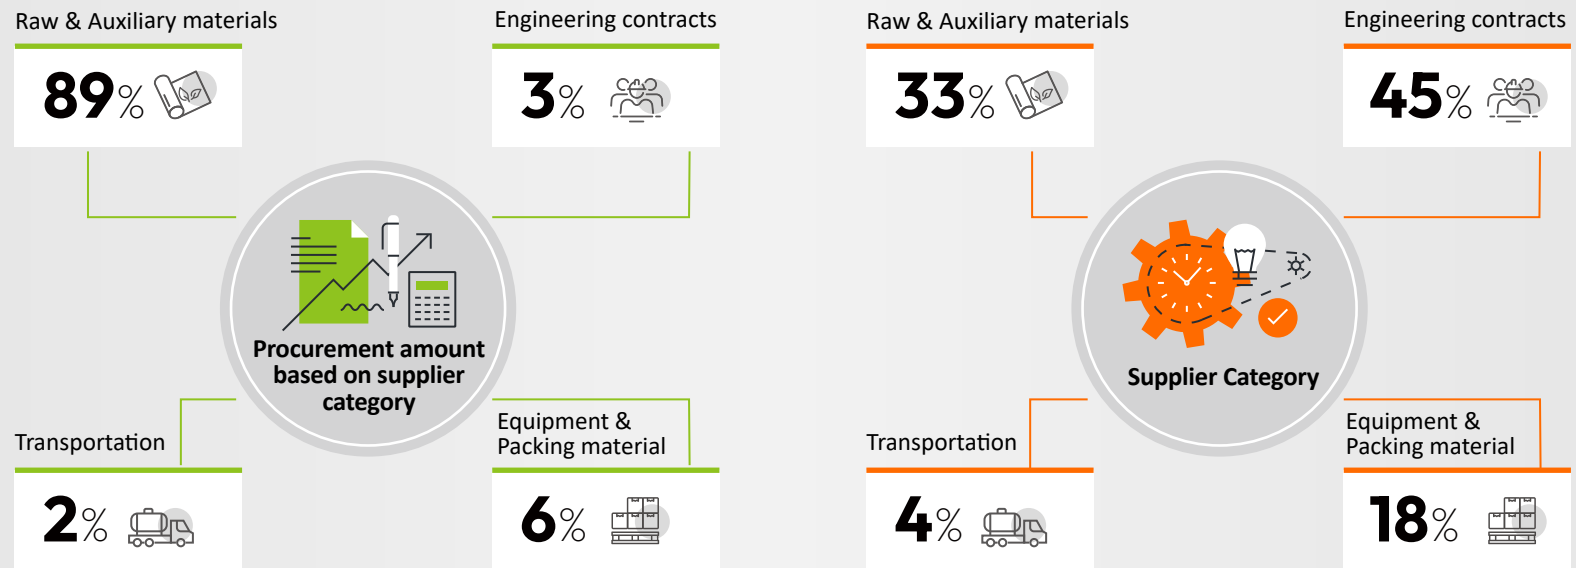 Raw & Auxiliary materials
89%
Engineering contracts
3%
Procurement amount
based on supplier
category
Transportation
2%
Equipment &
Packing material
6%
Raw & Auxiliary materials
33%
Engineering contracts
45%
Supplier Category
Transportation
4%
Equipment &
Packing material
18%